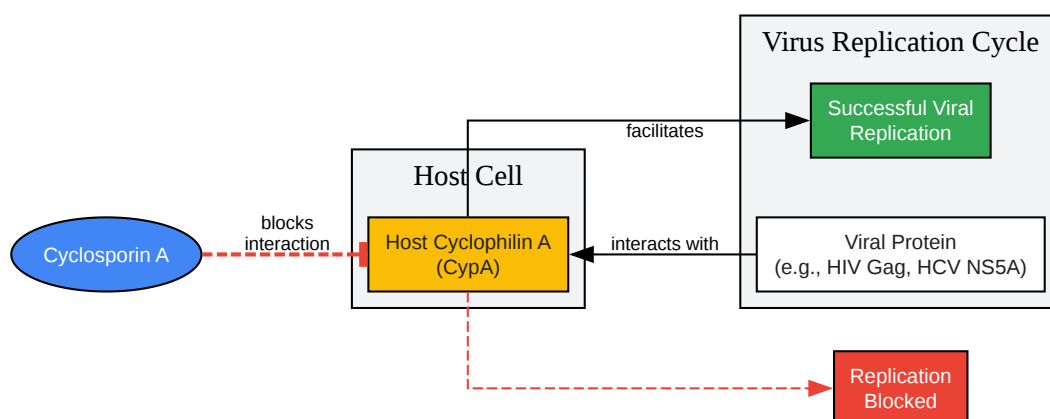 Virus Replication Cycle
Successful Viral
Replication
facilitates
Host Cell
Cyclosporin A
blocks
interaction
Host Cyclophilin A
(CypA)
interacts with
Viral Protein
(e.g., HIV Gag, HCV NS5A)
Replication
Blocked